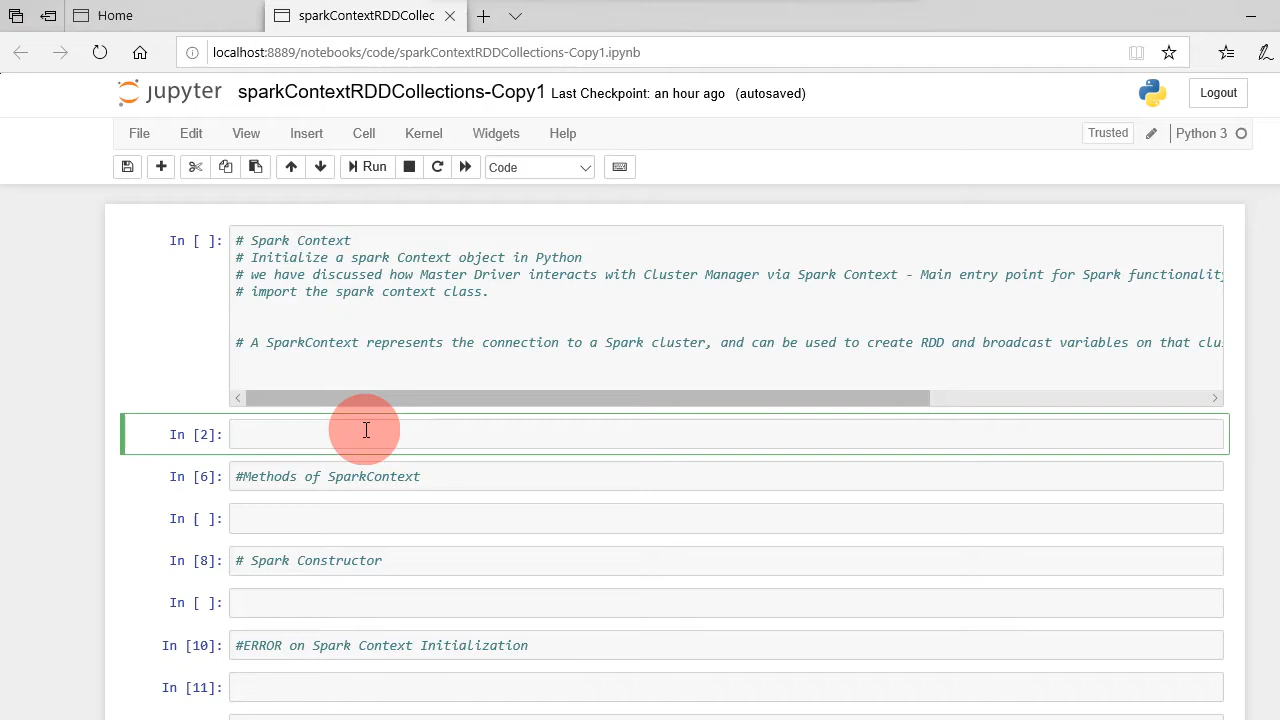 Home
sparkContextRDDCollec
localhost:8889/notebooks/code/sparkContextRDDCollections-Copy1.ipynb
jupyter sparkContextRDDCollections-Copy1 Last Checkpoint: an hour ago (autosaved)
Logout
File Edit View Insert Cell Kernel Widgets Help
Trusted Python 3
Run Code
In [ ]: # Spark Context
# Initialize a spark Context object in Python
# we have discussed how Master Driver interacts with Cluster Manager via Spark Context - Main entry point for Spark functionality
# import the spark context class.
# A SparkContext represents the connection to a Spark cluster, and can be used to create RDD and broadcast variables on that clu
In [2]:
In [6]: #Methods of SparkContext
In [ ]:
In [8]: # Spark Constructor
In [ ]:
In [10]: #ERROR on Spark Context Initialization
In [11]: